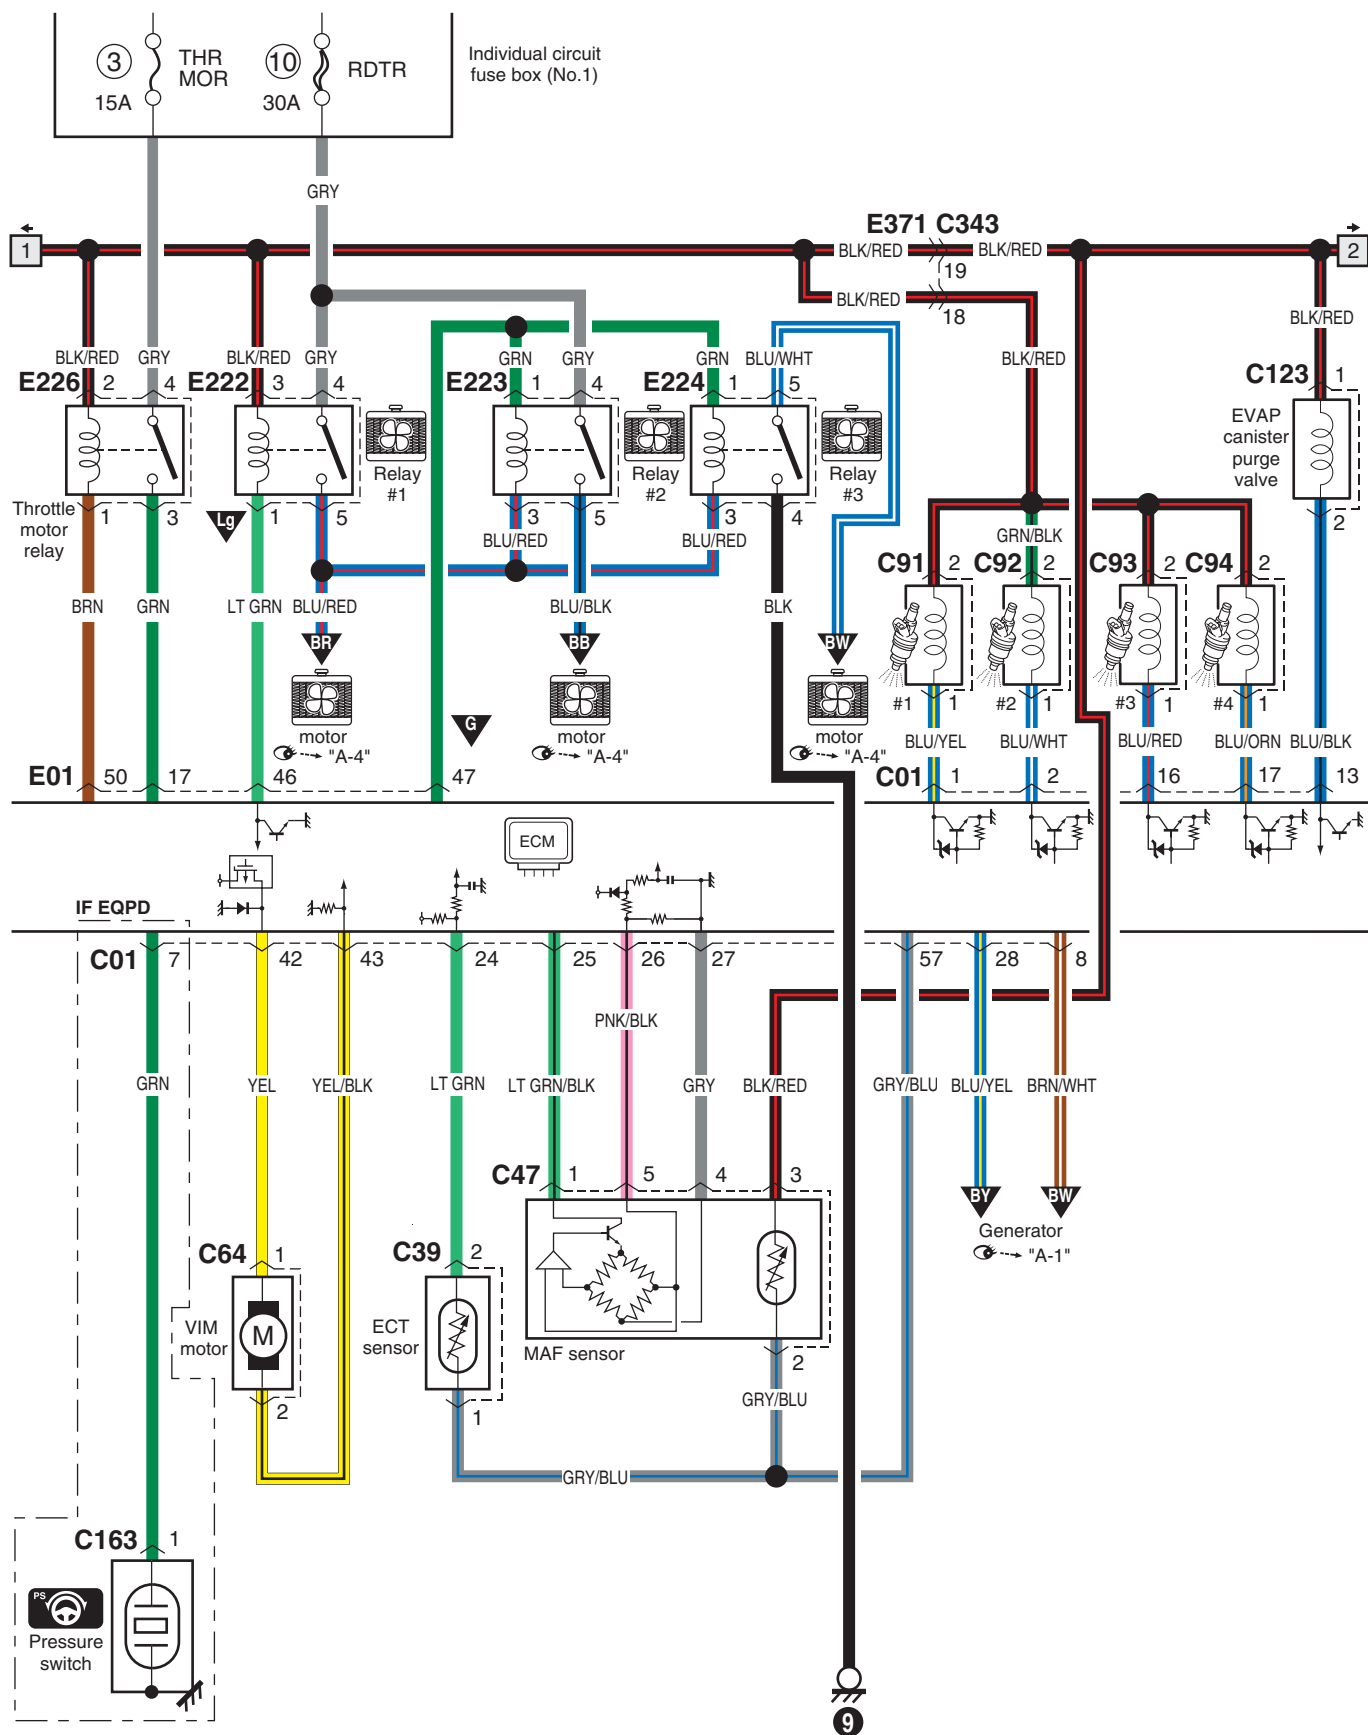 3 THR MOR 15A
10 RDTR 30A
Individual circuit
fuse box (No.1)
GRY
E371 C343
1 BLK/RED BLK/RED 2
19
BLK/RED 18
BLK/RED GRY BLK/RED GRY GRN GRY GRN BLU/WHT BLK/RED BLK/RED
E226 2 4 E222 3 4 E223 1 4 E224 1 5 C123 1
EVAP
canister
purge
valve
Relay
#1
Relay
#2
Relay
#3
Throttle
motor
relay
1 3 Lg 1 5 3 5 3 4 2
BLU/RED BLU/RED
GRN/BLK
C91 2 C92 2 C93 2 C94 2
BRN GRN LT GRN BLU/RED BLU/BLK BLK
BR BB BW
motor
"A-4"
motor
"A-4"
motor
"A-4"
G
#1 1 #2 1 #3 1 #4 1
BLU/YEL BLU/WHT BLU/RED BLU/ORN BLU/BLK
E01 50 17 46 47 C01 1 2 16 17 13
ECM
IF EQPD
C01 7 42 43 24 25 26 27 57 28 8
PNK/BLK
GRN YEL YEL/BLK LT GRN LT GRN/BLK GRY BLK/RED GRY/BLU BLU/YEL BRN/WHT
C47 1 5 4 3
BY BW
Generator
"A-1"
C64 1 C39 2
VIM
motor
M
ECT
sensor
MAF sensor
2
2 1
GRY/BLU
GRY/BLU
C163 1
PS
Pressure
switch
9